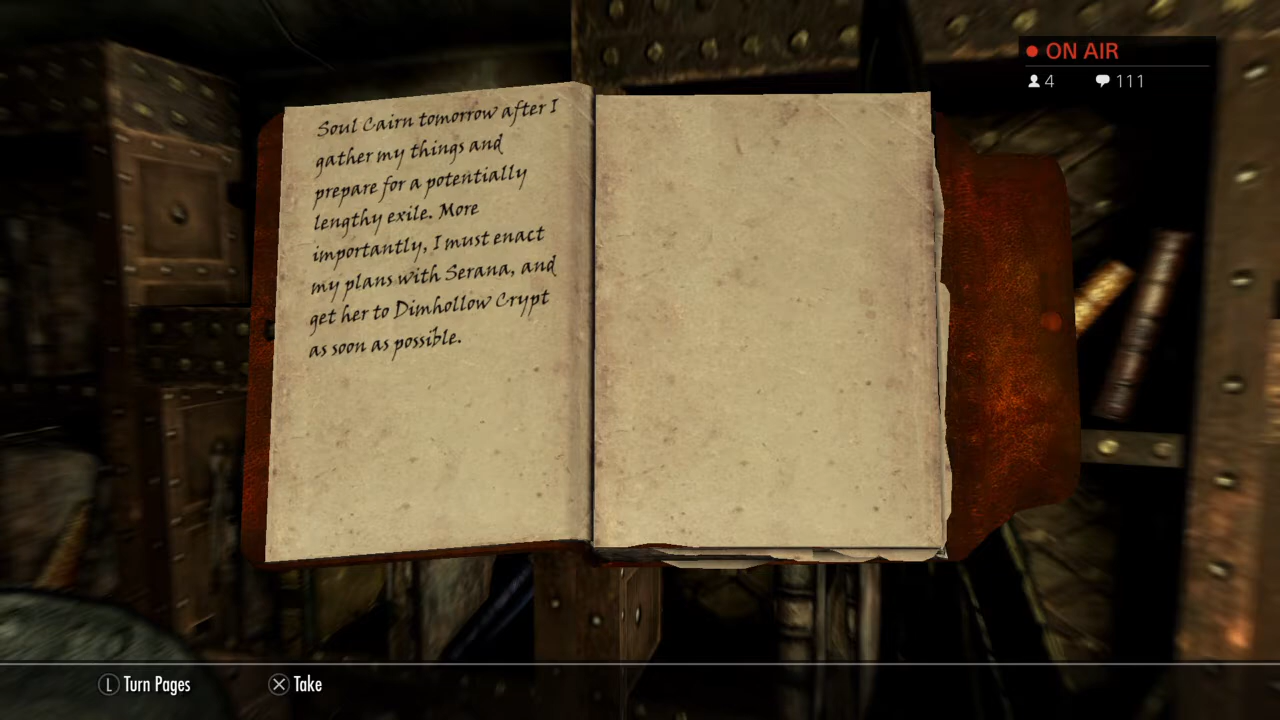 Soul Cairn tomorrow after I
gather my things and
prepare for a potentially
lengthy exile. More
importantly, I must enact
my plans with Serana, and
get her to Dimhollow Crypt
as soon as possible.
ON AIR
4 111
L Turn Pages
X Take